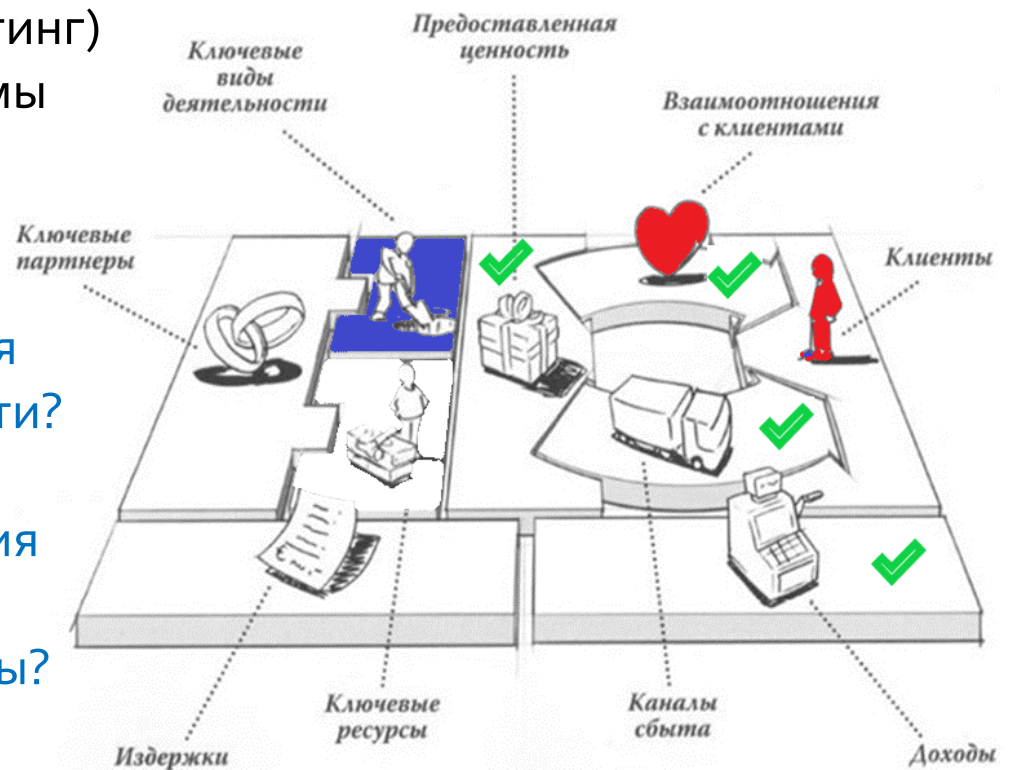 тинг)
мы
я
ти?
ия
ы?
Ключевые
виды
деятельности
Предоставленная
ценность
Взаимоотношения
с клиентами
Ключевые
партнеры
Клиенты
Ключевые
ресурсы
Каналы
сбыта
Издержки
Доходы